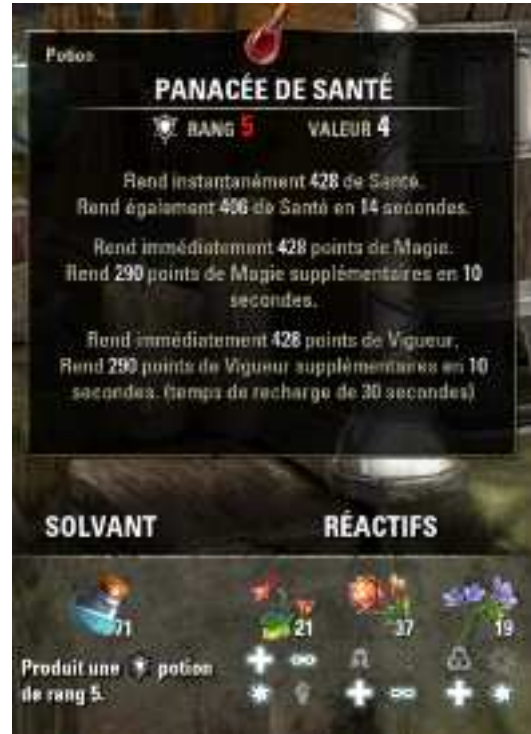 Potion
PANACÉE DE SANTÉ
RANG 5 VALEUR 4
Rend instantanément 428 de Santé.
Rend également 406 de Santé en 14 secondes.
Rend immédiatement 428 points de Magie.
Rend 290 points de Magie supplémentaires en 10
secondes.
Rend immédiatement 428 points de Vigueur.
Rend 290 points de Vigueur supplémentaires en 10
secondes. (temps de recharge de 30 secondes)
SOLVANT RÉACTIFS
71 21 37 19
Produit une potion
de rang 5.